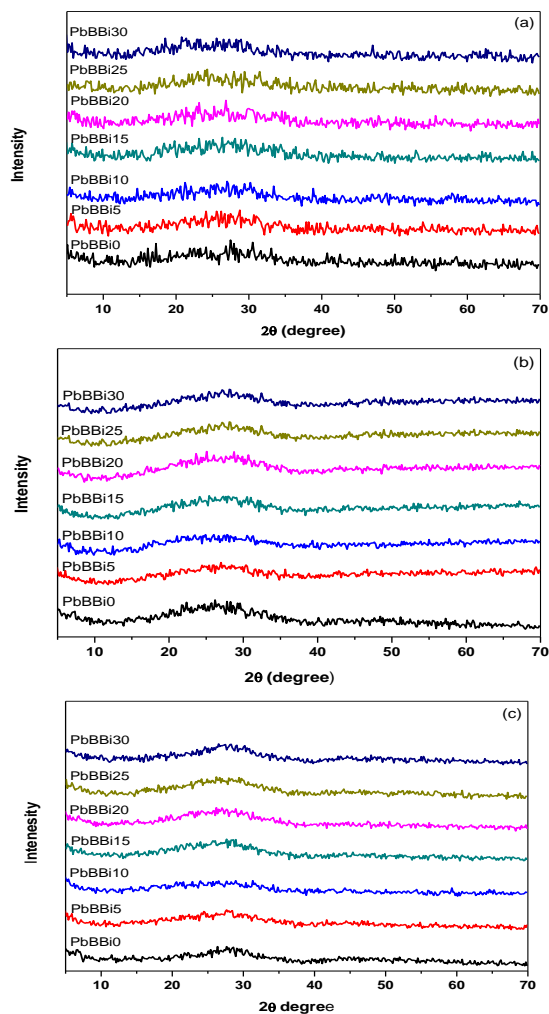 (a)
PbBBi30
PbBBi25
PbBBi20
PbBBi15
PbBBi10
PbBBi5
PbBBi0
Intensity
10 20 30 40 50 60 70
2θ (degree)
(b)
PbBBi30
PbBBi25
PbBBi20
PbBBi15
PbBBi10
PbBBi5
PbBBi0
Intensity
10 20 30 40 50 60 70
2θ (degree)
(c)
PbBBi30
PbBBi25
PbBBi20
PbBBi15
PbBBi10
PbBBi5
PbBBi0
Intenesity
10 20 30 40 50 60 70
2θ degree